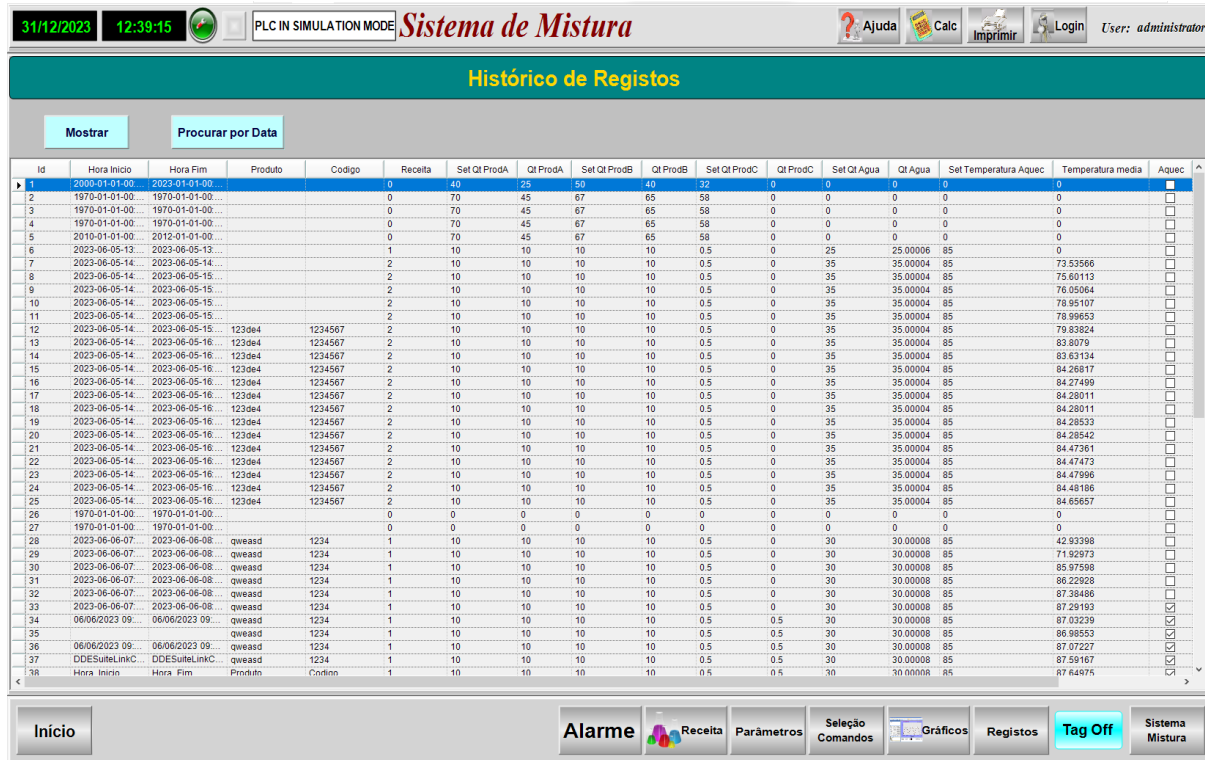 31/12/2023 12:39:15 PLC IN SIMULATION MODE Sistema de Mistura Ajuda Calc Imprimir Login User: administrator
Histórico de Registos
Mostrar Procurar por Data
Id Hora Inicio Hora Fim Produto Codigo Receita Set Qt ProdA Qt ProdA Set Qt ProdB Qt ProdB Set Qt ProdC Qt ProdC Set Qt Agua Qt Agua Set Temperatura Aquec Temperatura media Aquec
1 2000-01-01-00:... 2023-01-01-00:... 0 40 25 50 40 32 0 0 0 0 0
2 1970-01-01-00:... 1970-01-01-00:... 0 70 45 67 65 58 0 0 0 0 0
3 1970-01-01-00:... 1970-01-01-00:... 0 70 45 67 65 58 0 0 0 0 0
4 1970-01-01-00:... 1970-01-01-00:... 0 70 45 67 65 58 0 0 0 0 0
5 2010-01-01-00:... 2012-01-01-00:... 0 70 45 67 65 58 0 0 0 0 0
6 2023-06-05-13:... 2023-06-05-13:... 1 10 10 10 10 0.5 0 25 25.00006 85 0
7 2023-06-05-14:... 2023-06-05-14:... 2 10 10 10 10 0.5 0 35 35.00004 85 73.53566
8 2023-06-05-14:... 2023-06-05-15:... 2 10 10 10 10 0.5 0 35 35.00004 85 75.60113
9 2023-06-05-14:... 2023-06-05-15:... 2 10 10 10 10 0.5 0 35 35.00004 85 76.05064
10 2023-06-05-14:... 2023-06-05-15:... 2 10 10 10 10 0.5 0 35 35.00004 85 78.95107
11 2023-06-05-14:... 2023-06-05-15:... 2 10 10 10 10 0.5 0 35 35.00004 85 78.99653
12 2023-06-05-14:... 2023-06-05-15:... 123de4 1234567 2 10 10 10 10 0.5 0 35 35.00004 85 79.83824
13 2023-06-05-14:... 2023-06-05-16:... 123de4 1234567 2 10 10 10 10 0.5 0 35 35.00004 85 83.8079
14 2023-06-05-14:... 2023-06-05-16:... 123de4 1234567 2 10 10 10 10 0.5 0 35 35.00004 85 83.63134
15 2023-06-05-14:... 2023-06-05-16:... 123de4 1234567 2 10 10 10 10 0.5 0 35 35.00004 85 84.26817
16 2023-06-05-14:... 2023-06-05-16:... 123de4 1234567 2 10 10 10 10 0.5 0 35 35.00004 85 84.27499
17 2023-06-05-14:... 2023-06-05-16:... 123de4 1234567 2 10 10 10 10 0.5 0 35 35.00004 85 84.28011
18 2023-06-05-14:... 2023-06-05-16:... 123de4 1234567 2 10 10 10 10 0.5 0 35 35.00004 85 84.28011
19 2023-06-05-14:... 2023-06-05-16:... 123de4 1234567 2 10 10 10 10 0.5 0 35 35.00004 85 84.28533
20 2023-06-05-14:... 2023-06-05-16:... 123de4 1234567 2 10 10 10 10 0.5 0 35 35.00004 85 84.28542
21 2023-06-05-14:... 2023-06-05-16:... 123de4 1234567 2 10 10 10 10 0.5 0 35 35.00004 85 84.47361
22 2023-06-05-14:... 2023-06-05-16:... 123de4 1234567 2 10 10 10 10 0.5 0 35 35.00004 85 84.47473
23 2023-06-05-14:... 2023-06-05-16:... 123de4 1234567 2 10 10 10 10 0.5 0 35 35.00004 85 84.47996
24 2023-06-05-14:... 2023-06-05-16:... 123de4 1234567 2 10 10 10 10 0.5 0 35 35.00004 85 84.48186
25 2023-06-05-14:... 2023-06-05-16:... 123de4 1234567 2 10 10 10 10 0.5 0 35 35.00004 85 84.65657
26 1970-01-01-00:... 1970-01-01-00:... 0 0 0 0 0 0 0 0 0 0 0
27 1970-01-01-00:... 1970-01-01-00:... 0 0 0 0 0 0 0 0 0 0 0
28 2023-06-06-07:... 2023-06-06-08:... qweasd 1234 1 10 10 10 10 0.5 0 30 30.00008 85 42.93398
29 2023-06-06-07:... 2023-06-06-08:... qweasd 1234 1 10 10 10 10 0.5 0 30 30.00008 85 71.92973
30 2023-06-06-07:... 2023-06-06-08:... qweasd 1234 1 10 10 10 10 0.5 0 30 30.00008 85 85.97598
31 2023-06-06-07:... 2023-06-06-08:... qweasd 1234 1 10 10 10 10 0.5 0 30 30.00008 85 86.22928
32 2023-06-06-07:... 2023-06-06-08:... qweasd 1234 1 10 10 10 10 0.5 0 30 30.00008 85 87.38486
33 2023-06-06-07:... 2023-06-06-08:... qweasd 1234 1 10 10 10 10 0.5 0 30 30.00008 85 87.29193
34 06/06/2023 09:... 06/06/2023 09:... qweasd 1234 1 10 10 10 10 0.5 0.5 30 30.00008 85 87.03239
35 qweasd 1234 1 10 10 10 10 0.5 0.5 30 30.00008 85 86.98553
36 06/06/2023 09:... 06/06/2023 09:... qweasd 1234 1 10 10 10 10 0.5 0.5 30 30.00008 85 87.07227
37 DDESuiteLinkC... DDESuiteLinkC... qweasd 1234 1 10 10 10 10 0.5 0.5 30 30.00008 85 87.59167
38 Hora_Inicio Hora_Fim Produto Codigo 1 10 10 10 10 0.5 0.5 30 30.00008 85 87.64975
Início Alarme Receita Parâmetros Seleção Comandos Gráficos Registos Tag Off Sistema Mistura